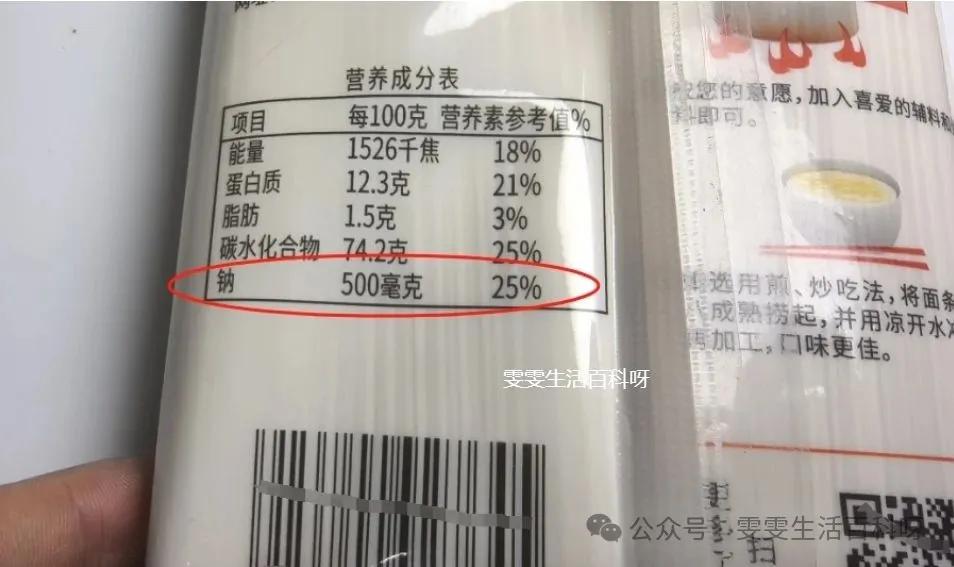 营养成分表
项目 每100克 营养素参考值%
能量 1526千焦 18%
蛋白质 12.3克 21%
脂肪 1.5克 3%
碳水化合物 74.2克 25%
钠 500毫克 25%
您的意愿，加入喜爱的辅料和
料即可。
选用煎、炒吃法，将面条
成熟捞起，并用凉开水
加工，口味更佳。
雯雯生活百科呀
扫
公众号：雯雯生活百科呀